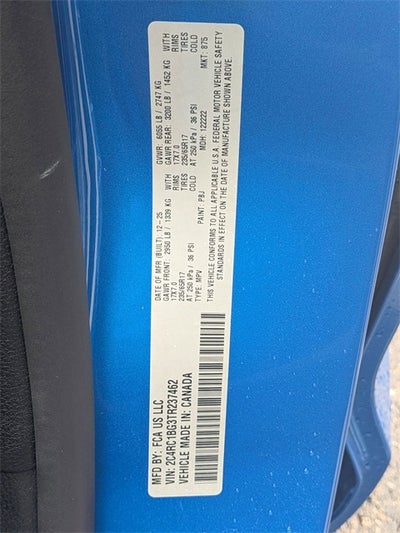 MFD BY: FCA US LLC
VIN: 2C4RC1BG3TR237462
VEHICLE MADE IN: CANADA
DATE OF MFR (BUILT): 12-25
GVWR: 6055 LB / 2747 KG
GAWR FRONT: 2950 LB / 1339 KG
GAWR REAR: 3200 LB / 1452 KG WITH
17X7.0
17X7.0 RIMS
235/65R17
235/65R17 TIRES
AT 250 kPa / 36 PSI
AT 250 kPa / 36 PSI COLD
TYPE: MPV
MDH: 122222
MKT: 875
PAINT: PBJ
THIS VEHICLE CONFORMS TO ALL APPLICABLE U.S.A. FEDERAL MOTOR VEHICLE SAFETY
STANDARDS IN EFFECT ON THE DATE OF MANUFACTURE SHOWN ABOVE.